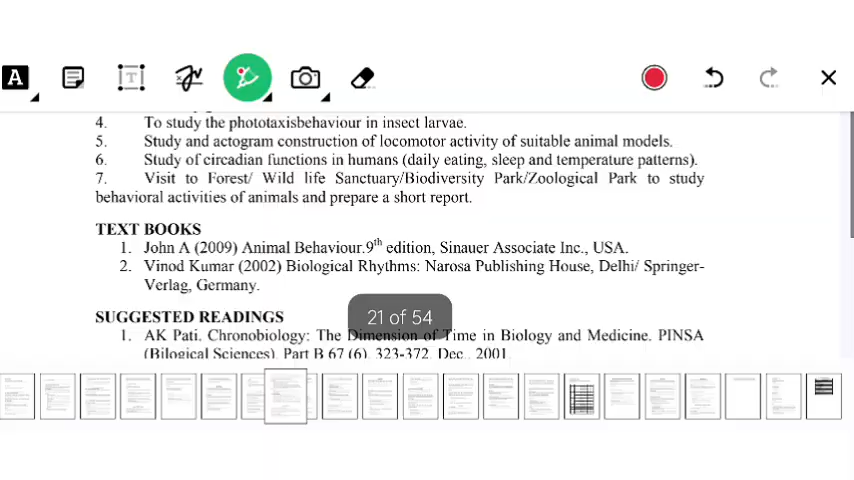 A
T
4. To study the phototaxisbehaviour in insect larvae.
5. Study and actogram construction of locomotor activity of suitable animal models.
6. Study of circadian functions in humans (daily eating, sleep and temperature patterns).
7. Visit to Forest/ Wild life Sanctuary/Biodiversity Park/Zoological Park to study
behavioral activities of animals and prepare a short report.
TEXT BOOKS
1. John A (2009) Animal Behaviour.9th edition, Sinauer Associate Inc., USA.
2. Vinod Kumar (2002) Biological Rhythms: Narosa Publishing House, Delhi/ Springer-
Verlag, Germany.
SUGGESTED READINGS
21 of 54
1. AK Pati. Chronobiology: The Dimension of Time in Biology and Medicine. PINSA
(Bilogical Sciences). Part B 67 (6). 323-372. Dec.. 2001.